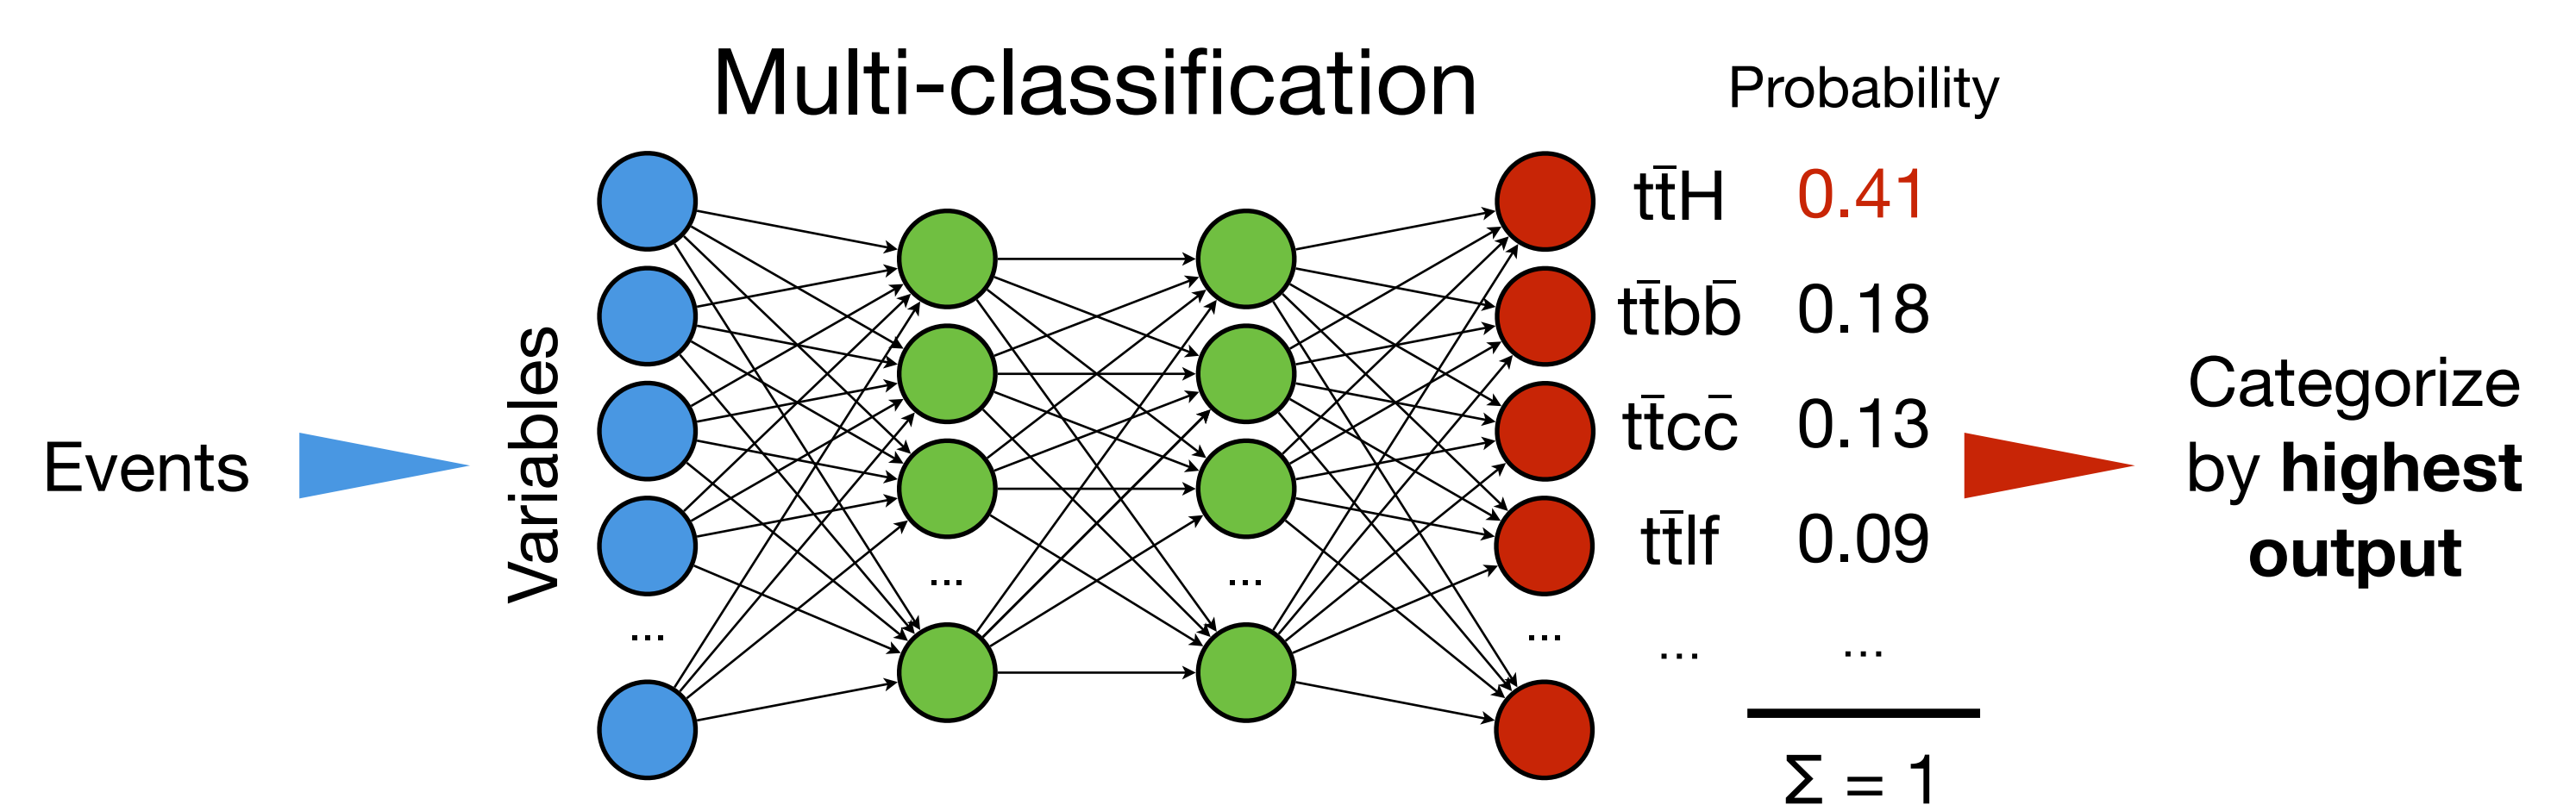 Multi-classification
Probability
tt̄H 0.41
tt̄bb̄ 0.18
tt̄cc̄ 0.13
tt̄lf 0.09
... ...
Σ = 1
Events
Variables
...
...
...
...
Categorize
by highest
output